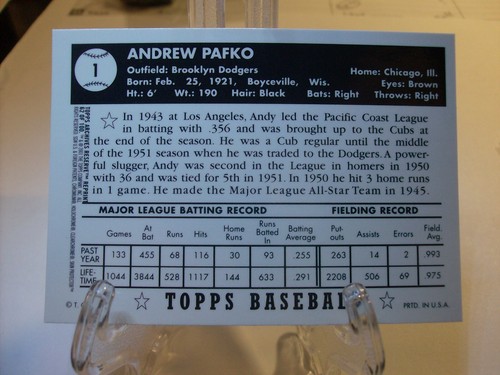 1
ANDREW PAFKO
Outfield: Brooklyn Dodgers
Home: Chicago, Ill.
Born: Feb. 25, 1921, Boyceville, Wis.
Eyes: Brown
Ht.: 6' Wt.: 190 Hair: Black Bats: Right Throws: Right
TOPPS ARCHIVES RESERVE™ REPRINT
In 1943 at Los Angeles, Andy led the Pacific Coast League
in batting with .356 and was brought up to the Cubs at
the end of the season. He was a Cub regular until the middle
of the 1951 season when he was traded to the Dodgers. A power-
ful slugger, Andy was second in the League in homers in 1950
with 36 and was tied for 5th in 1951. In 1950 he hit 3 home runs
in 1 game. He made the Major League All-Star Team in 1945.
MAJOR LEAGUE BATTING RECORD FIELDING RECORD
Games At Bat Runs Hits Home Runs Runs Batted In Batting Average Put-outs Assists Errors Field. Avg.
PAST YEAR 133 455 68 116 30 93 .255 263 14 2 .993
LIFE-TIME 1044 3844 528 1117 144 633 .291 2208 506 69 .975
© T.
TOPPS BASEBALL
PRTD. IN U.S.A.